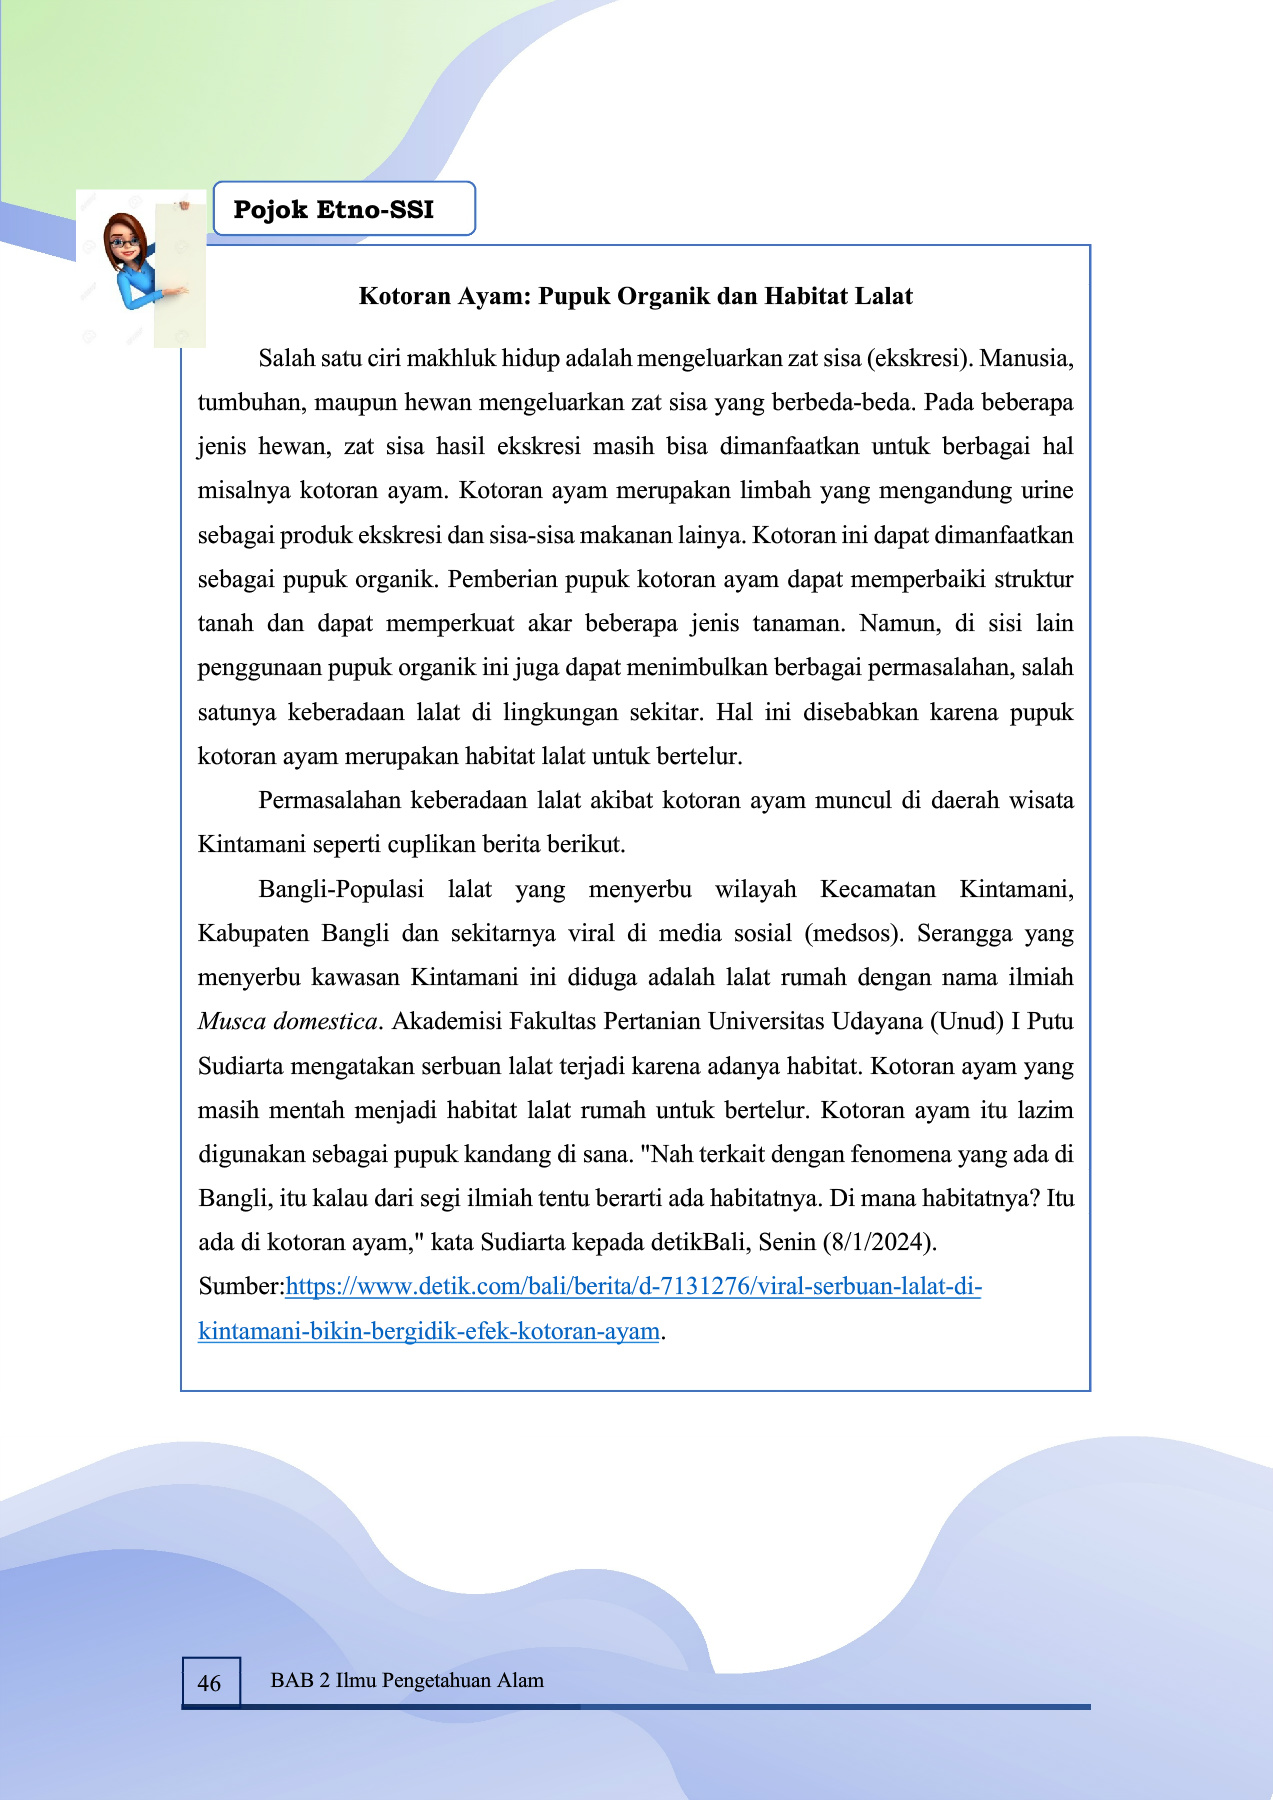 Pojok Etno-SSI
Kotoran Ayam: Pupuk Organik dan Habitat Lalat
Salah satu ciri makhluk hidup adalah mengeluarkan zat sisa (ekskresi). Manusia,
tumbuhan, maupun hewan mengeluarkan zat sisa yang berbeda-beda. Pada beberapa
jenis hewan, zat sisa hasil ekskresi masih bisa dimanfaatkan untuk berbagai hal
misalnya kotoran ayam. Kotoran ayam merupakan limbah yang mengandung urine
sebagai produk ekskresi dan sisa-sisa makanan lainya. Kotoran ini dapat dimanfaatkan
sebagai pupuk organik. Pemberian pupuk kotoran ayam dapat memperbaiki struktur
tanah dan dapat memperkuat akar beberapa jenis tanaman. Namun, di sisi lain
penggunaan pupuk organik ini juga dapat menimbulkan berbagai permasalahan, salah
satunya keberadaan lalat di lingkungan sekitar. Hal ini disebabkan karena pupuk
kotoran ayam merupakan habitat lalat untuk bertelur.
Permasalahan keberadaan lalat akibat kotoran ayam muncul di daerah wisata
Kintamani seperti cuplikan berita berikut.
Bangli-Populasi lalat yang menyerbu wilayah Kecamatan Kintamani,
Kabupaten Bangli dan sekitarnya viral di media sosial (medsos). Serangga yang
menyerbu kawasan Kintamani ini diduga adalah lalat rumah dengan nama ilmiah
Musca domestica. Akademisi Fakultas Pertanian Universitas Udayana (Unud) I Putu
Sudiarta mengatakan serbuan lalat terjadi karena adanya habitat. Kotoran ayam yang
masih mentah menjadi habitat lalat rumah untuk bertelur. Kotoran ayam itu lazim
digunakan sebagai pupuk kandang di sana. "Nah terkait dengan fenomena yang ada di
Bangli, itu kalau dari segi ilmiah tentu berarti ada habitatnya. Di mana habitatnya? Itu
ada di kotoran ayam," kata Sudiarta kepada detikBali, Senin (8/1/2024).
Sumber:https://www.detik.com/bali/berita/d-7131276/viral-serbuan-lalat-di-
kintamani-bikin-bergidik-efek-kotoran-ayam.
46
BAB 2 Ilmu Pengetahuan Alam